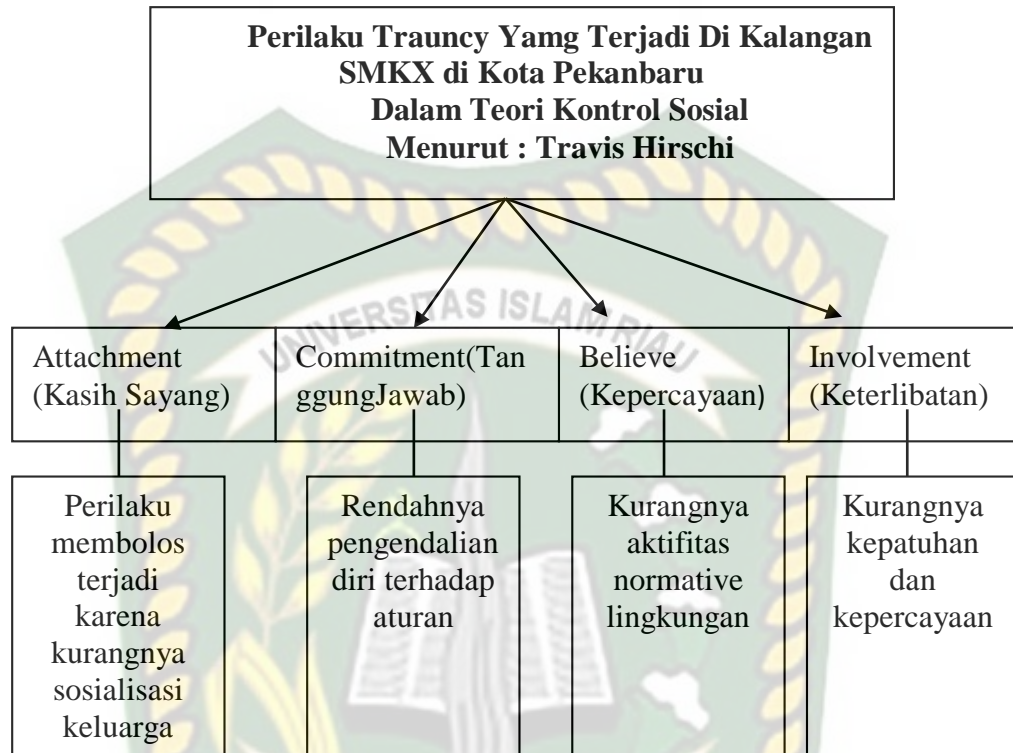 Perilaku Trauncy Yamg Terjadi Di Kalangan
SMKX di Kota Pekanbaru
Dalam Teori Kontrol Sosial
Menurut : Travis Hirschi
UNIVERSITAS ISLAM RIAU
Attachment
(Kasih Sayang)
Commitment(Tan
ggungJawab)
Believe
(Kepercayaan)
Involvement
(Keterlibatan)
Perilaku
membolos
terjadi
karena
kurangnya
sosialisasi
keluarga
Rendahnya
pengendalian
diri terhadap
aturan
Kurangnya
aktifitas
normative
lingkungan
Kurangnya
kepatuhan
dan
kepercayaan